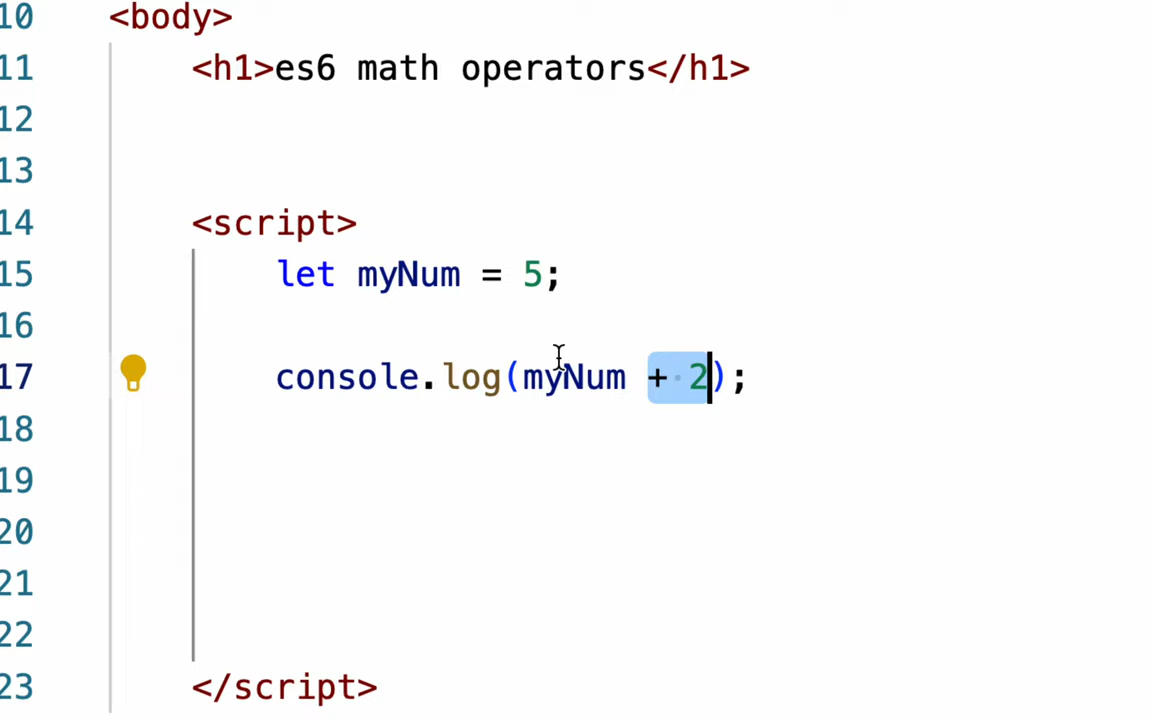 10 <body>
11 <h1>es6 math operators</h1>
12
13
14 <script>
15 let myNum = 5;
16
17 console.log(myNum + 2);
18
19
20
21
22
23 </script>